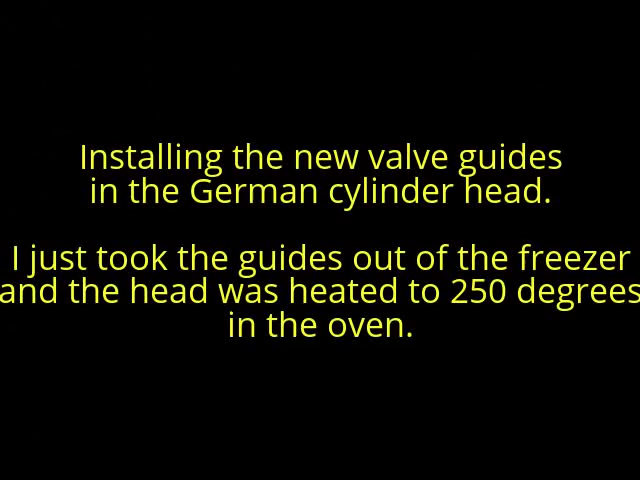 Installing the new valve guides
in the German cylinder head.
I just took the guides out of the freezer
and the head was heated to 250 degrees
in the oven.